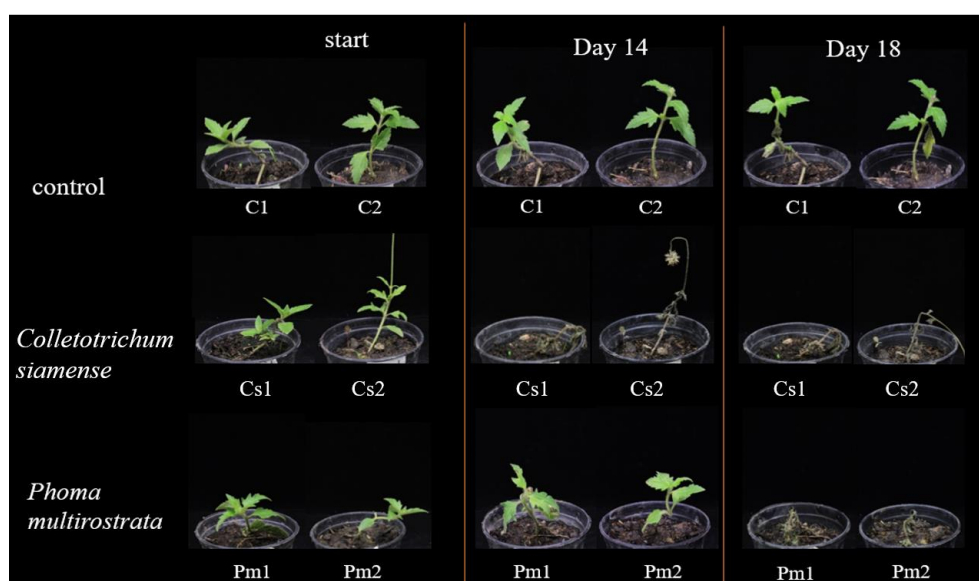 start
Day 14
Day 18
control
C1 C2 C1 C2 C1 C2
Colletotrichum
siamense
Cs1 Cs2 Cs1 Cs2 Cs1 Cs2
Phoma
multirostrata
Pm1 Pm2 Pm1 Pm2 Pm1 Pm2